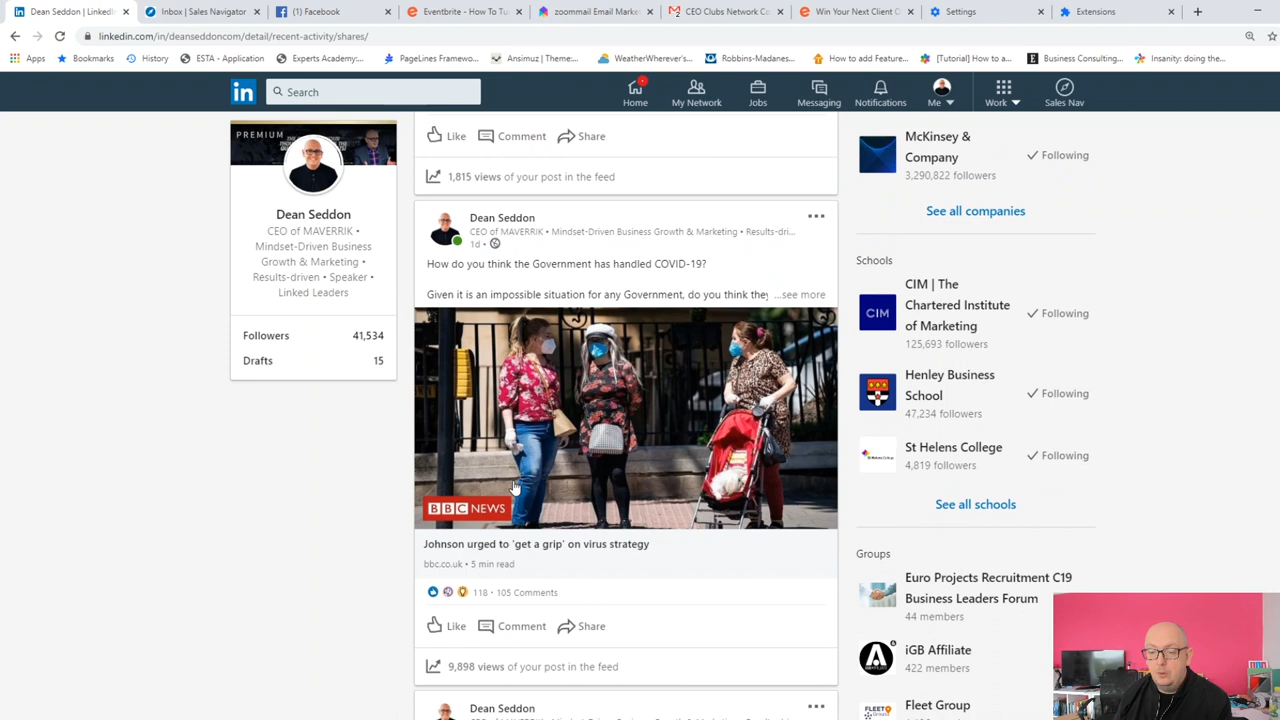 Dean Seddon | LinkedI
Inbox | Sales Navigator
(1) Facebook
Eventbrite - How To Tu
zoommail Email Marke
CEO Clubs Network Co
Win Your Next Client O
Settings
Extensions
linkedin.com/in/deanseddoncom/detail/recent-activity/shares/
Apps
Bookmarks
History
ESTA - Application
Experts Academy:...
PageLines Framewo...
Ansimuz | Theme:...
WeatherWherever's...
Robbins-Madanes...
How to add Feature...
[Tutorial] How to a...
Business Consulting...
Insanity: doing the...
in
Search
Home
My Network
Jobs
Messaging
Notifications
Me
Work
Sales Nav
PREMIUM
Dean Seddon
CEO of MAVERRIK •
Mindset-Driven Business
Growth & Marketing •
Results-driven • Speaker •
Linked Leaders
Followers 41,534
Drafts 15
Like Comment Share
1,815 views of your post in the feed
Dean Seddon
CEO of MAVERRIK • Mindset-Driven Business Growth & Marketing • Results-dri...
1d •
How do you think the Government has handled COVID-19?
Given it is an impossible situation for any Government, do you think they ...see more
BBC NEWS
Johnson urged to 'get a grip' on virus strategy
bbc.co.uk • 5 min read
118 • 105 Comments
Like Comment Share
9,898 views of your post in the feed
Dean Seddon
McKinsey &
Company
3,290,822 followers
Following
See all companies
Schools
CIM
CIM | The
Chartered Institute
of Marketing
125,693 followers
Following
Henley Business
School
47,234 followers
Following
St Helens College
St Helens College
4,819 followers
Following
See all schools
Groups
Euro Projects Recruitment C19
Business Leaders Forum
44 members
iGB Affiliate
422 members
FLEET
Fleet Group